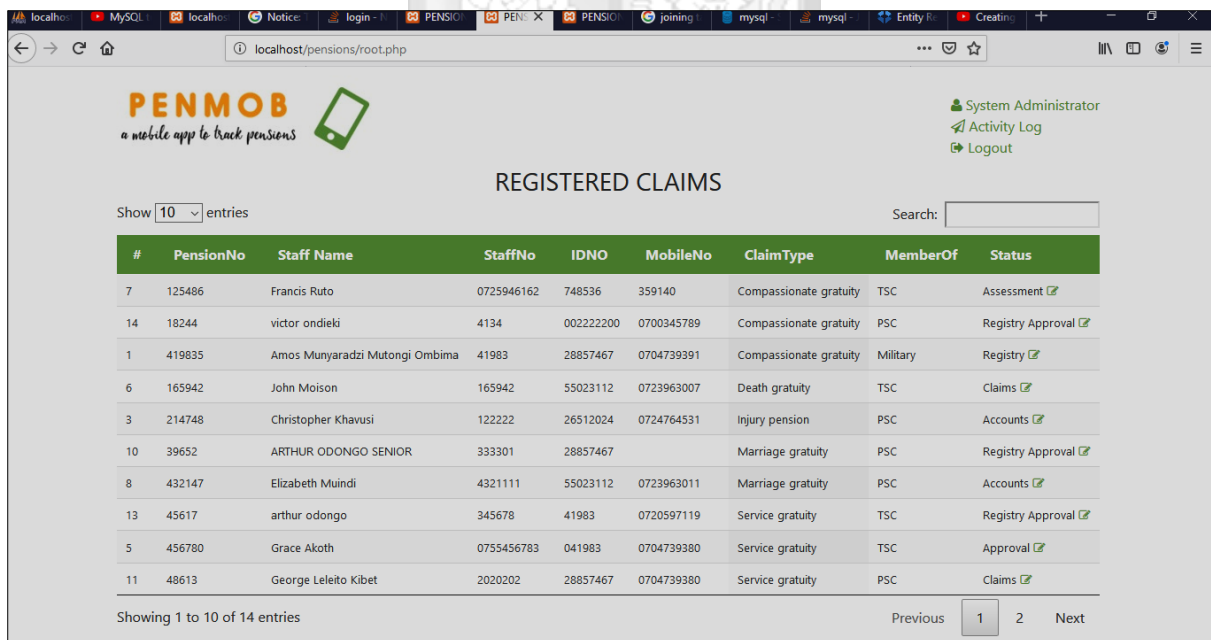 localhos MySQL localhos Notice: login - N PENSION PENS PENSION joining mysql - mysql - Entity Re Creating
localhost/pensions/root.php
PENMOB
a mobile app to track pensions
System Administrator
Activity Log
Logout
REGISTERED CLAIMS
Show 10 entries Search:
# PensionNo Staff Name StaffNo IDNO MobileNo ClaimType MemberOf Status
7 125486 Francis Ruto 0725946162 748536 359140 Compassionate gratuity TSC Assessment
14 18244 victor ondieki 4134 002222200 0700345789 Compassionate gratuity PSC Registry Approval
1 419835 Amos Munyaradzi Mutongi Ombima 41983 28857467 0704739391 Compassionate gratuity Military Registry
6 165942 John Moison 165942 55023112 0723963007 Death gratuity TSC Claims
3 214748 Christopher Khavusi 122222 26512024 0724764531 Injury pension PSC Accounts
10 39652 ARTHUR ODONGO SENIOR 333301 28857467 Marriage gratuity PSC Registry Approval
8 432147 Elizabeth Muindi 4321111 55023112 0723963011 Marriage gratuity PSC Accounts
13 45617 arthur odongo 345678 41983 0720597119 Service gratuity TSC Registry Approval
5 456780 Grace Akoth 0755456783 041983 0704739380 Service gratuity TSC Approval
11 48613 George Leleito Kibet 2020202 28857467 0704739380 Service gratuity PSC Claims
Showing 1 to 10 of 14 entries Previous 1 2 Next